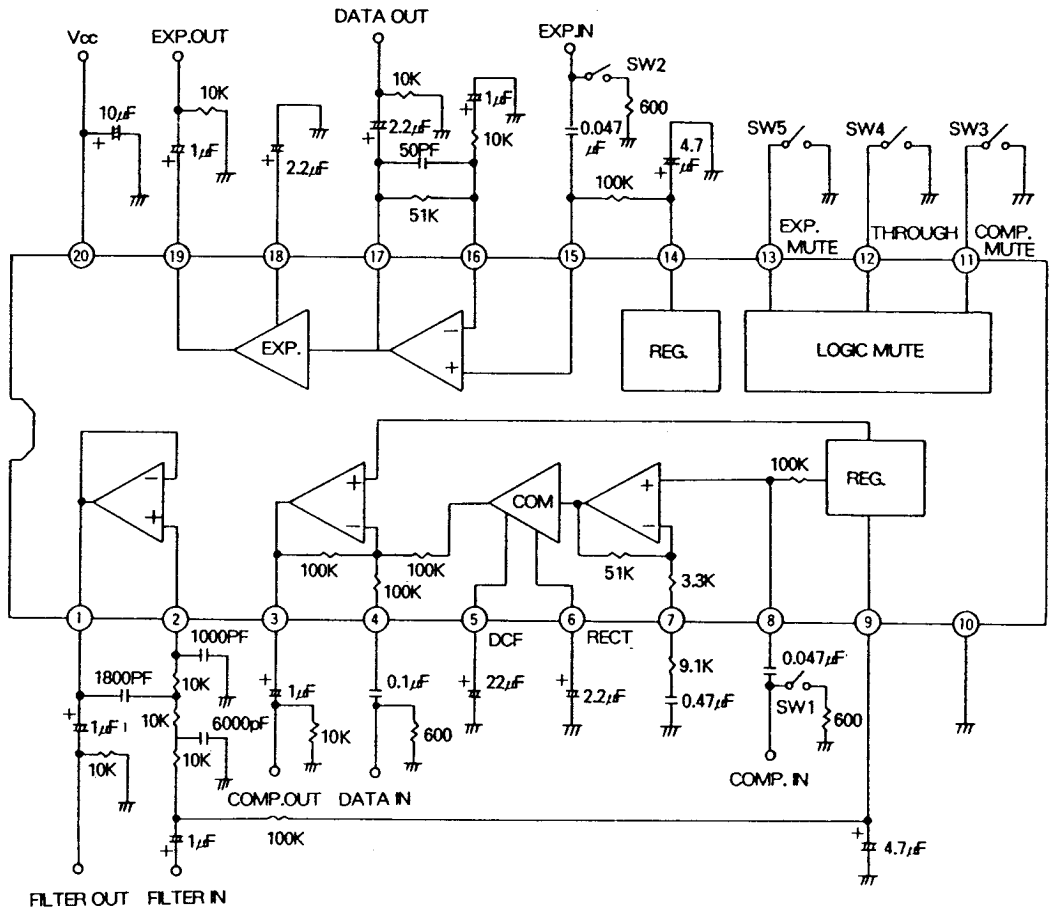 DATA OUT
Vcc
EXP.OUT
EXP.IN
SW2
10K
10K
1μF
600
10μF
+
1μF
+
2.2μF
+
2.2μF
+
50PF
10K
+
0.047
μF
4.7
μF
+
SW5
SW4
SW3
51K
100K
EXP.
MUTE
THROUGH
COMP.
MUTE
20
19
18
17
16
15
14
13
12
11
EXP.
−
+
REG.
LOGIC MUTE
−
+
+
−
COM
+
−
100K
REG.
100K
100K
100K
51K
3.3K
1
2
3
4
5
6
7
8
9
10
DCF
RECT.
1000PF
1800PF
10K
10K
6000pF
10K
+
1μF
10K
+
1μF
10K
0.1μF
600
+
22μF
+
2.2μF
9.1K
0.47μF
0.047μF
SW1
600
COMP.OUT
DATA IN
COMP. IN
+
1μF
100K
+
4.7μF
FILTER OUT
FILTER IN